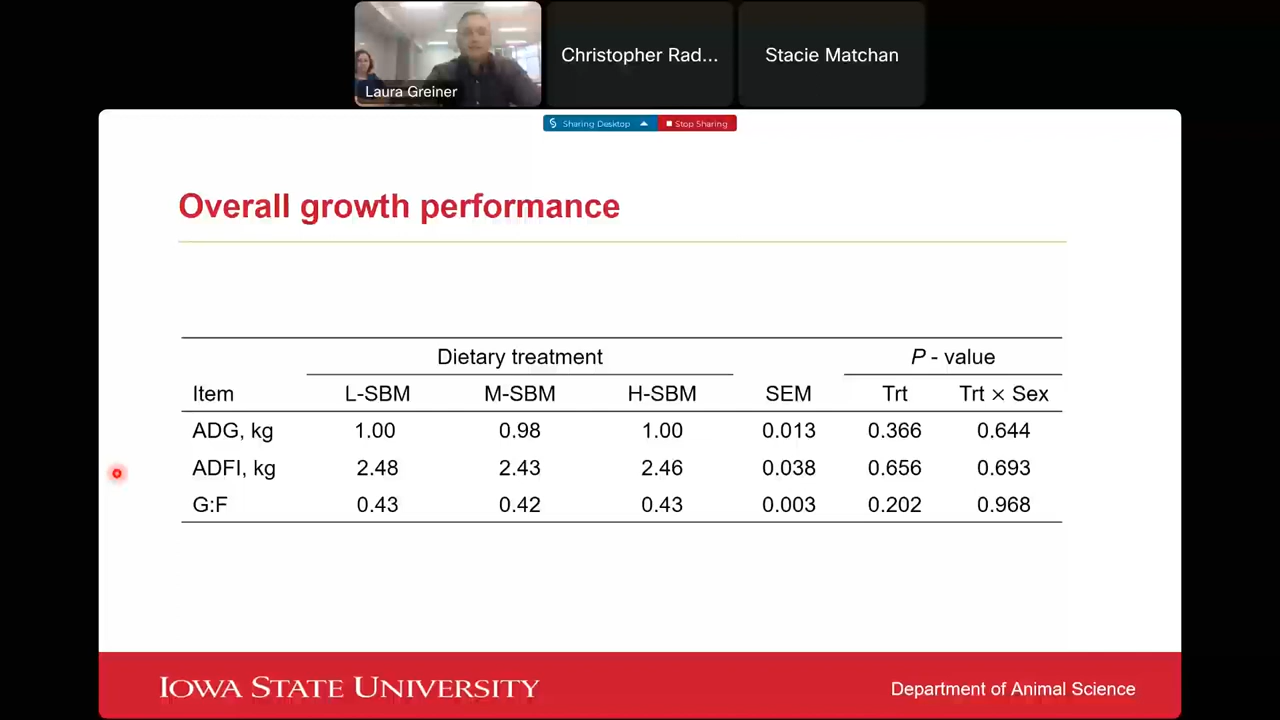 Christopher Rad...
Stacie Matchan
Laura Greiner
Sharing Desktop
Stop Sharing
Overall growth performance
Dietary treatment P - value
Item L-SBM M-SBM H-SBM SEM Trt Trt × Sex
ADG, kg 1.00 0.98 1.00 0.013 0.366 0.644
ADFI, kg 2.48 2.43 2.46 0.038 0.656 0.693
G:F 0.43 0.42 0.43 0.003 0.202 0.968
IOWA STATE UNIVERSITY
Department of Animal Science